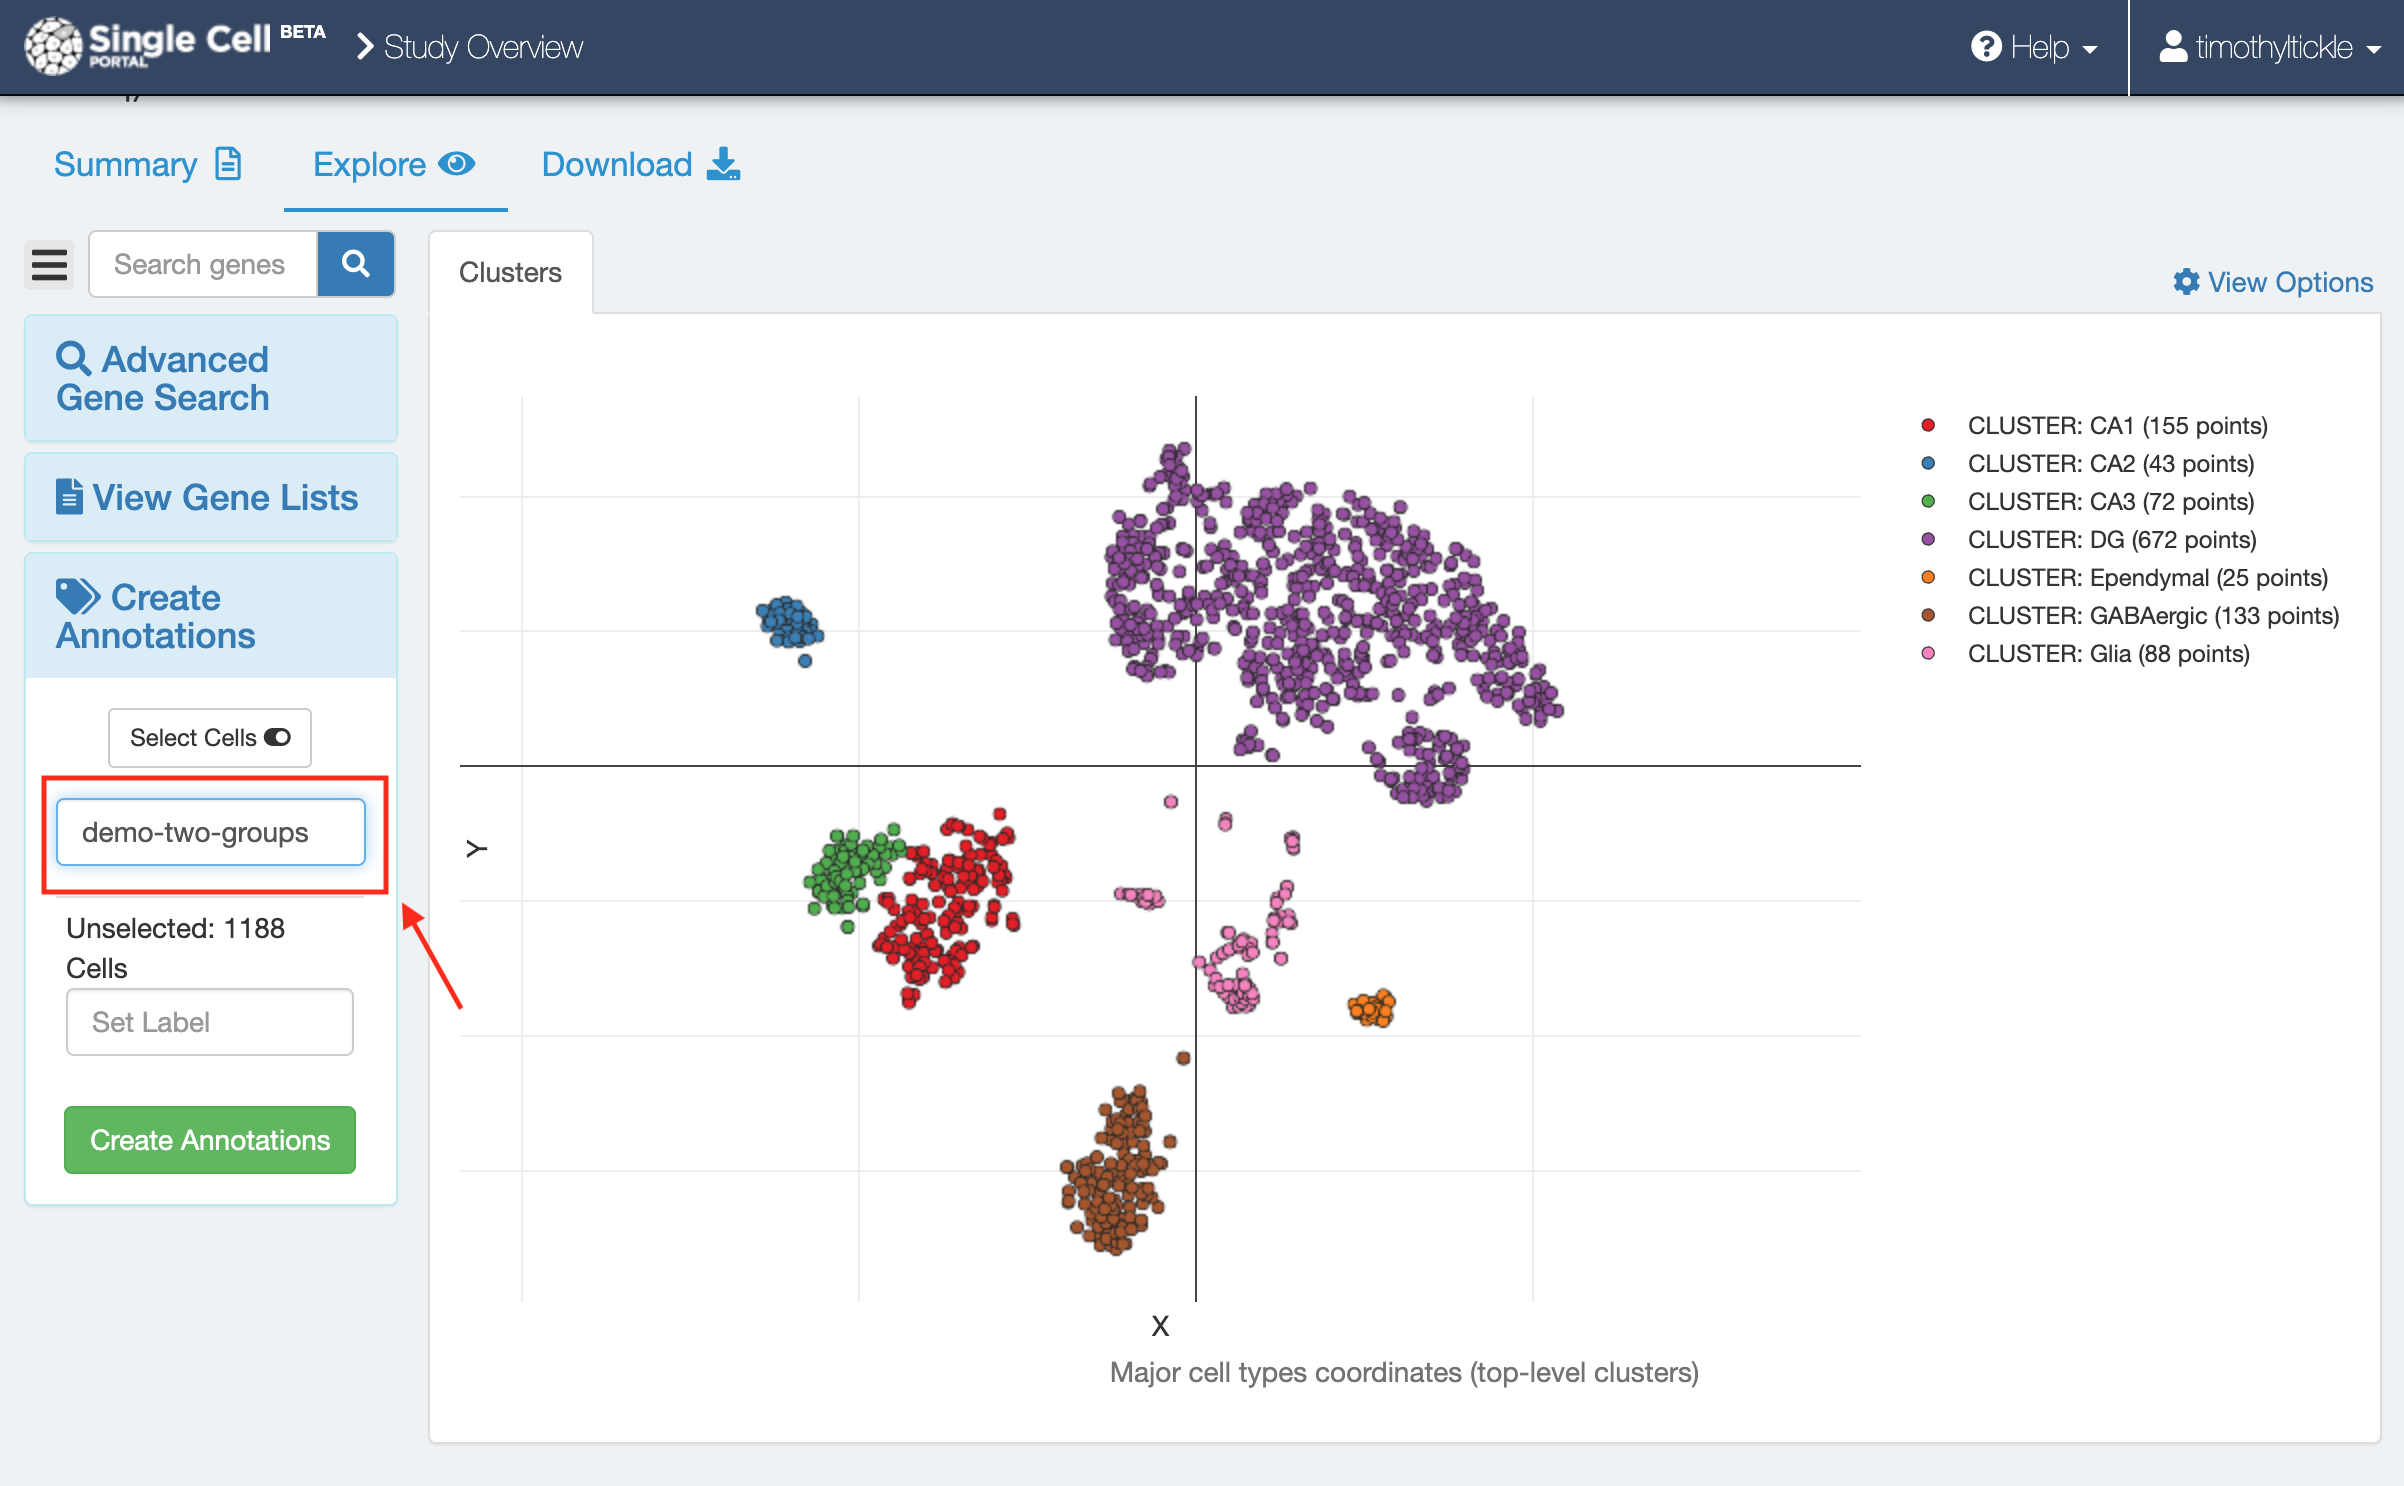 Single Cell BETA
PORTAL
Study Overview
Help
timothyltickle
Summary
Explore
Download
Search genes
Clusters
View Options
Advanced
Gene Search
View Gene Lists
Create
Annotations
Select Cells
demo-two-groups
Unselected: 1188
Cells
Set Label
Create Annotations
CLUSTER: CA1 (155 points)
CLUSTER: CA2 (43 points)
CLUSTER: CA3 (72 points)
CLUSTER: DG (672 points)
CLUSTER: Ependymal (25 points)
CLUSTER: GABAergic (133 points)
CLUSTER: Glia (88 points)
Y
X
Major cell types coordinates (top-level clusters)